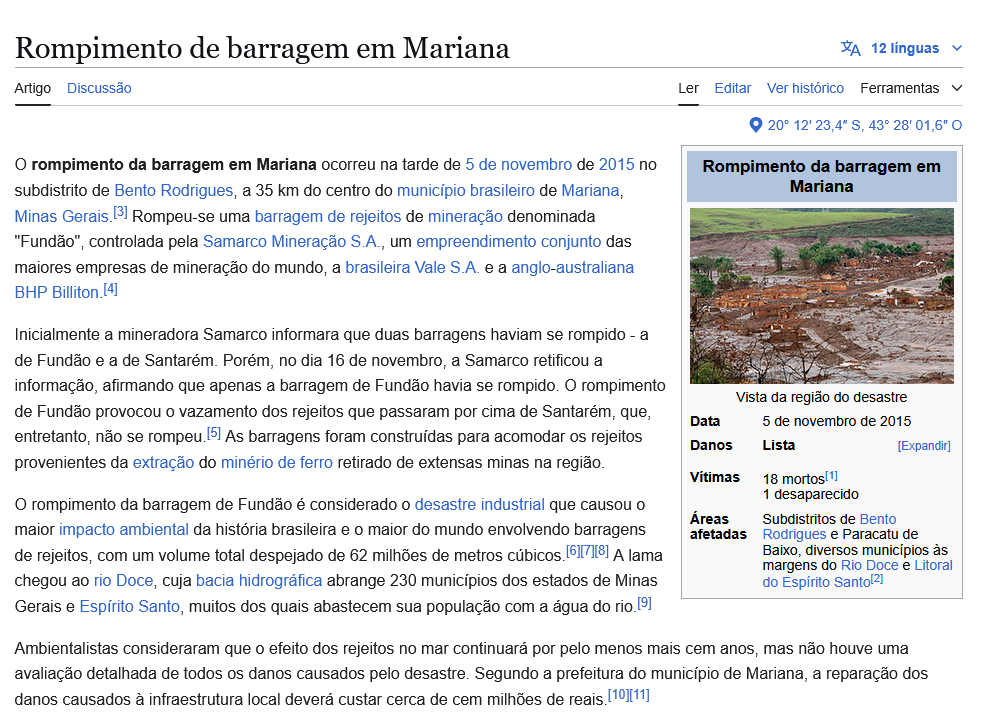 Rompimento de barragem em Mariana
12 línguas
Artigo Discussão Ler Editar Ver histórico Ferramentas
20° 12′ 23,4″ S, 43° 28′ 01,6″ O
O rompimento da barragem em Mariana ocorreu na tarde de 5 de novembro de 2015 no
subdistrito de Bento Rodrigues, a 35 km do centro do município brasileiro de Mariana,
Minas Gerais.[3] Rompeu-se uma barragem de rejeitos de mineração denominada
"Fundão", controlada pela Samarco Mineração S.A., um empreendimento conjunto das
maiores empresas de mineração do mundo, a brasileira Vale S.A. e a anglo-australiana
BHP Billiton.[4]
Inicialmente a mineradora Samarco informara que duas barragens haviam se rompido - a
de Fundão e a de Santarém. Porém, no dia 16 de novembro, a Samarco retificou a
informação, afirmando que apenas a barragem de Fundão havia se rompido. O rompimento
de Fundão provocou o vazamento dos rejeitos que passaram por cima de Santarém, que,
entretanto, não se rompeu.[5] As barragens foram construídas para acomodar os rejeitos
provenientes da extração do minério de ferro retirado de extensas minas na região.
O rompimento da barragem de Fundão é considerado o desastre industrial que causou o
maior impacto ambiental da história brasileira e o maior do mundo envolvendo barragens
de rejeitos, com um volume total despejado de 62 milhões de metros cúbicos.[6][7][8] A lama
chegou ao rio Doce, cuja bacia hidrográfica abrange 230 municípios dos estados de Minas
Gerais e Espírito Santo, muitos dos quais abastecem sua população com a água do rio.[9]
Ambientalistas consideraram que o efeito dos rejeitos no mar continuará por pelo menos mais cem anos, mas não houve uma
avaliação detalhada de todos os danos causados pelo desastre. Segundo a prefeitura do município de Mariana, a reparação dos
danos causados à infraestrutura local deverá custar cerca de cem milhões de reais.[10][11]
Rompimento da barragem em
Mariana
Vista da região do desastre
Data 5 de novembro de 2015
Danos Lista [Expandir]
Vítimas 18 mortos[1]
1 desaparecido
Áreas Subdistritos de Bento
afetadas Rodrigues e Paracatu de
Baixo, diversos municípios às
margens do Rio Doce e Litoral
do Espírito Santo[2]